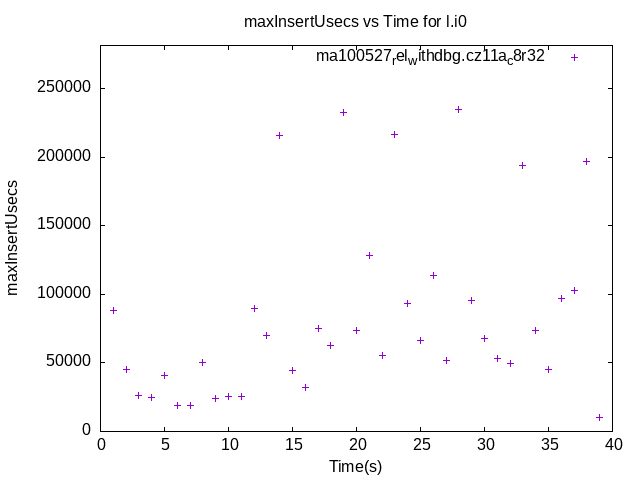 maxInsertUsecs vs Time for l.i0
ma100527relwithdbg.cz11ac8r32
250000
200000
150000
100000
50000
0
maxInsertUsecs
0 5 10 15 20 25 30 35 40
Time(s)